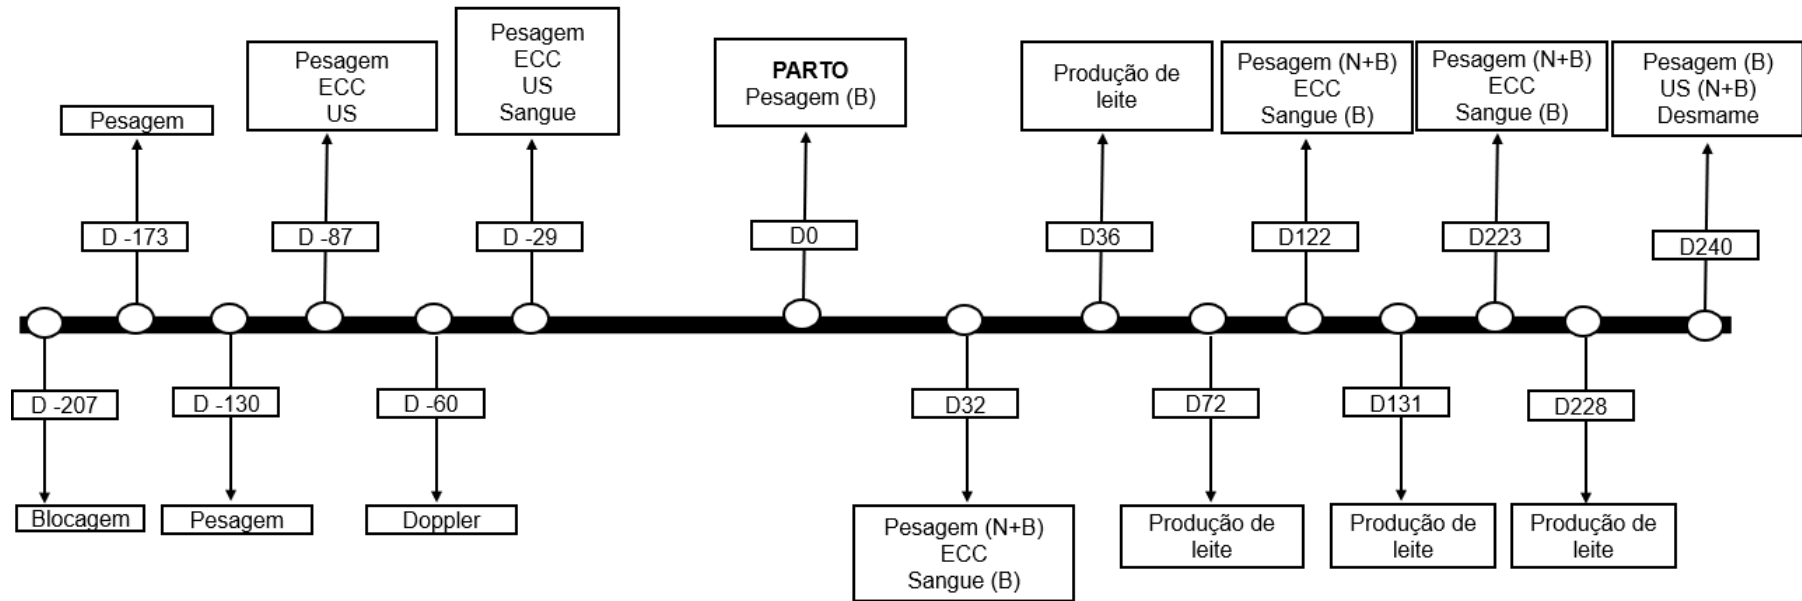 Pesagem
ECC
US
Sangue
Pesagem
ECC
US
Pesagem
PARTO
Pesagem (B)
Produção de
leite
Pesagem (N+B)
ECC
Sangue (B)
Pesagem (N+B)
ECC
Sangue (B)
Pesagem (B)
US (N+B)
Desmame
D -173
D -87
D -29
D0
D36
D122
D223
D240
D -207
D -130
D -60
D32
D72
D131
D228
Blocagem
Pesagem
Doppler
Pesagem (N+B)
ECC
Sangue (B)
Produção de
leite
Produção de
leite
Produção de
leite